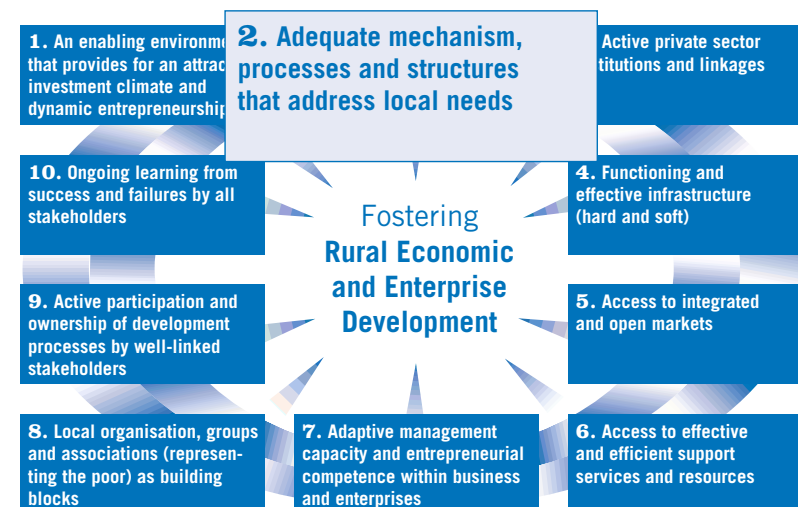 1. An enabling
that provides for an
investment climate and
dynamic
2. Adequate mechanism,
processes and structures
that address local needs
Active private sector
and linkages
10. Ongoing learning from
success and failures by all
stakeholders
Fostering
Rural Economic
and Enterprise
Development
4. Functioning and
effective infrastructure
(hard and soft)
9. Active participation and
ownership of development
processes by well-linked
stakeholders
5. Access to integrated
and open markets
8. Local organisation, groups
and associations (represen-
ting the poor) as building
blocks
7. Adaptive management
capacity and entrepreneurial
competence within business
and enterprises
6. Access to effective
and efficient support
services and resources